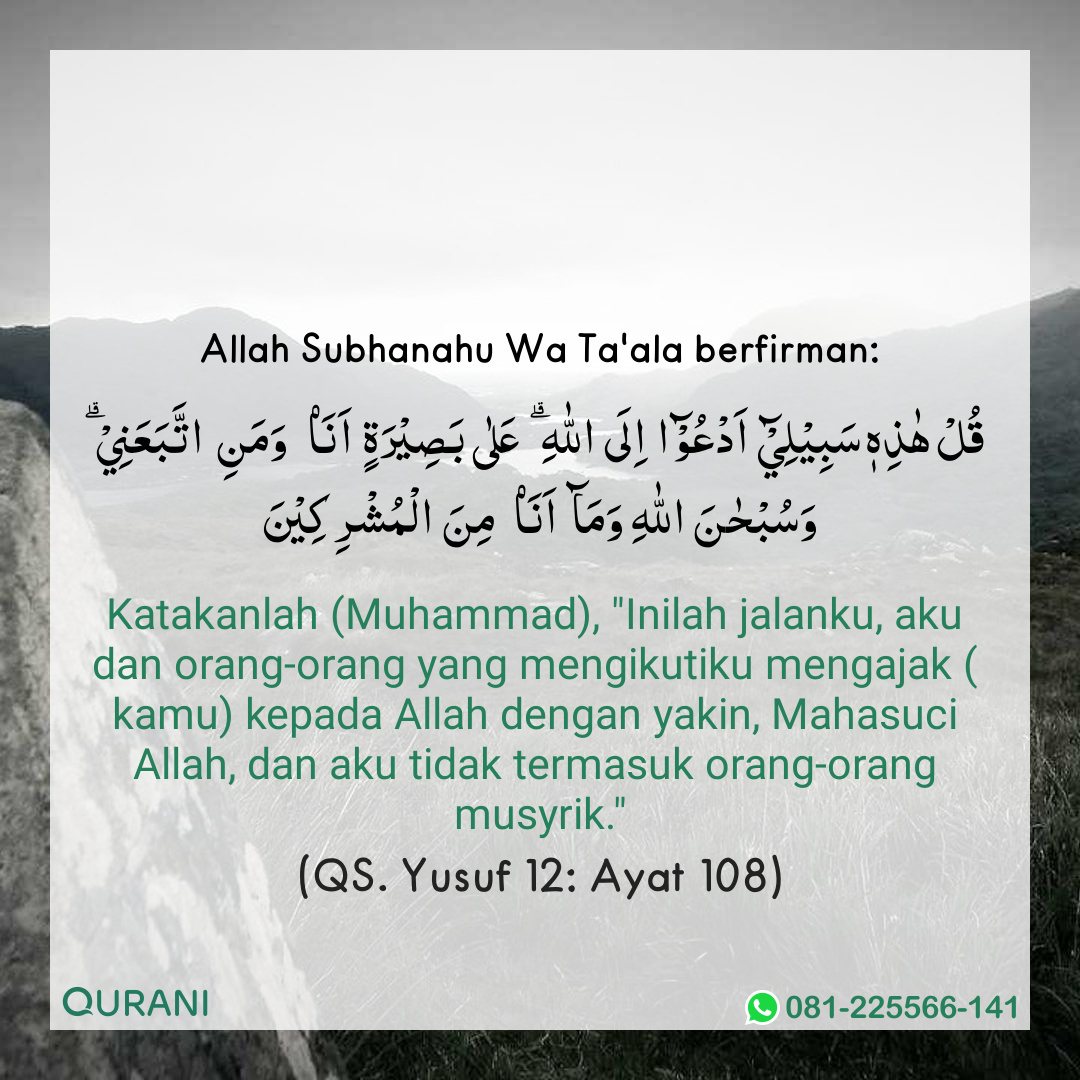 Allah Subhanahu Wa Ta'ala berfirman:
قُلْ هٰذِهٖ سَبِيْلِيْۤ اَدْعُوْۤا اِلَى اللّٰهِ ۗ عَلٰى بَصِيْرَةٍ اَنَاۡ وَمَنِ اتَّبَعَنِيْ ۗ
وَسُبْحٰنَ اللّٰهِ وَمَاۤ اَنَاۡ مِنَ الْمُشْرِكِيْنَ
Katakanlah (Muhammad), "Inilah jalanku, aku
dan orang-orang yang mengikutiku mengajak (
kamu) kepada Allah dengan yakin, Mahasuci
Allah, dan aku tidak termasuk orang-orang
musyrik."
(QS. Yusuf 12: Ayat 108)
QURANI
081-225566-141